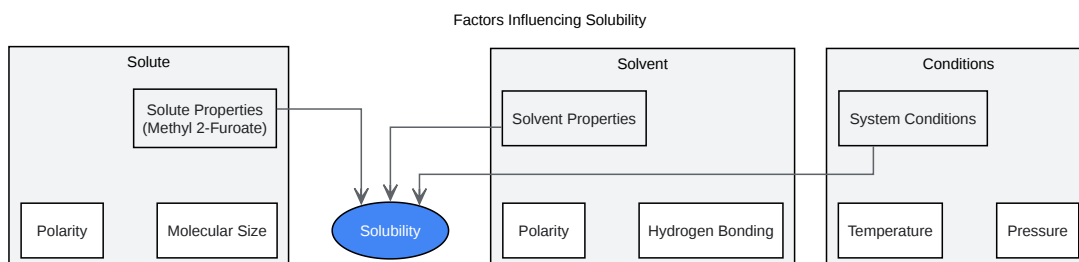 Factors Influencing Solubility
Solute
Solute Properties
(Methyl 2-Furoate)
Polarity
Molecular Size
Solubility
Solvent
Solvent Properties
Polarity
Hydrogen Bonding
Conditions
System Conditions
Temperature
Pressure